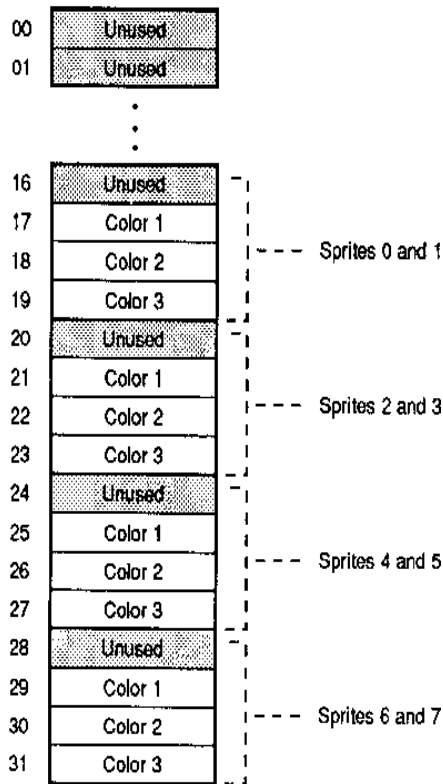 00 Unused
01 Unused
16 Unused
17 Color 1
Sprites 0 and 1
18 Color 2
19 Color 3
20 Unused
21 Color 1
Sprites 2 and 3
22 Color 2
23 Color 3
24 Unused
25 Color 1
Sprites 4 and 5
26 Color 2
27 Color 3
28 Unused
29 Color 1
Sprites 6 and 7
30 Color 2
31 Color 3